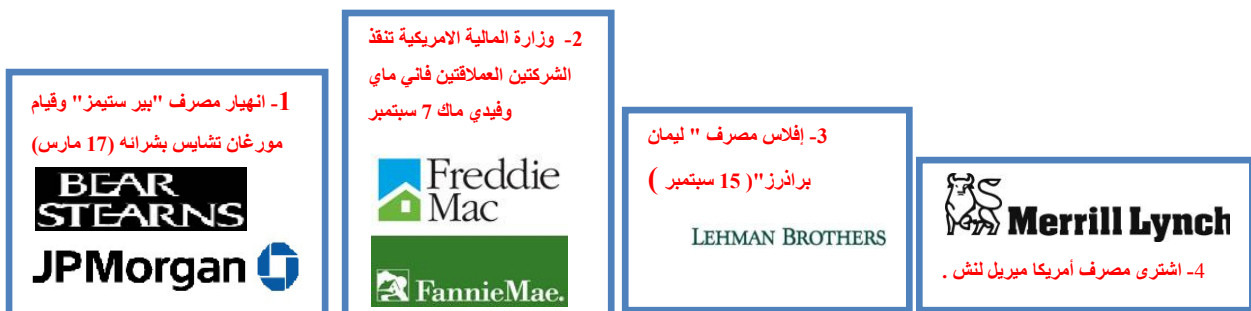 1- انهيار مصرف "بير ستيمز" وقيام
مورغان تشايس بشرائه (17 مارس)
BEAR
STEARNS
JPMorgan
2- وزارة المالية الامريكية تنقذ
الشركتين العملاقتين فاني ماي
وفيدي ماك 7 سبتمبر
Freddie
Mac
FannieMae.
3- إفلاس مصرف " ليمان
براذرز"( 15 سبتمبر )
LEHMAN BROTHERS
Merrill Lynch
4- اشترى مصرف أمريكا ميريل لنش .